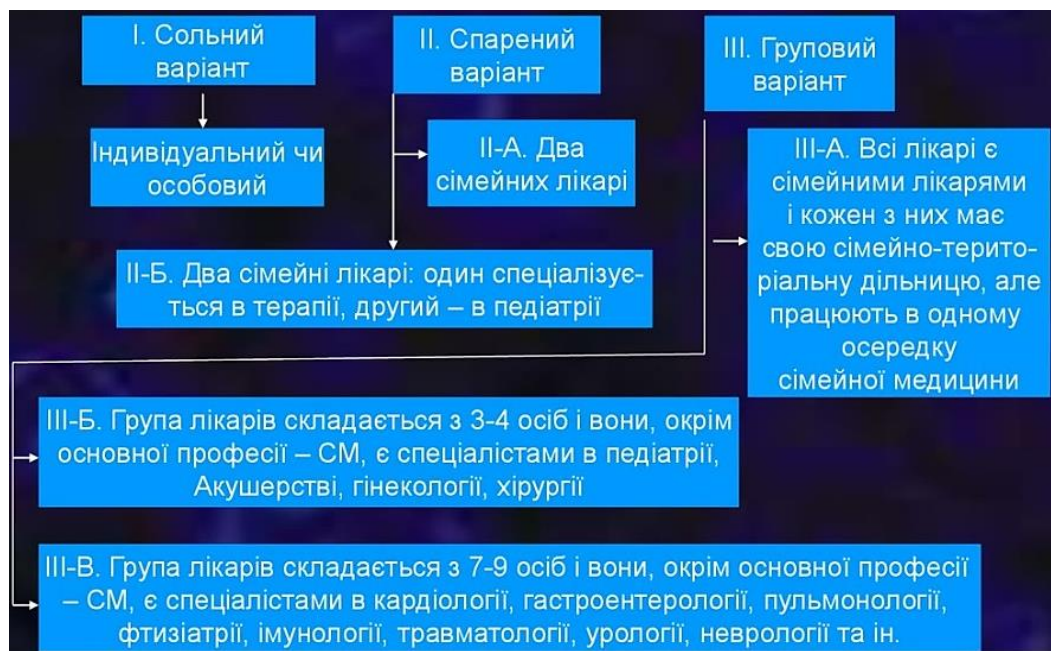 І. Сольний
варіант
Індивідуальний чи
особовий
ІІ. Спарений
варіант
ІІ-А. Два
сімейних лікарі
ІІ-Б. Два сімейні лікарі: один спеціалізує-
ться в терапії, другий – в педіатрії
ІІІ. Груповий
варіант
ІІІ-А. Всі лікарі є
сімейними лікарями
і кожен з них має
свою сімейно-терито-
ріальну дільницю, але
працюють в одному
осередку
сімейної медицини
ІІІ-Б. Група лікарів складається з 3-4 осіб і вони, окрім
основної професії – СМ, є спеціалістами в педіатрії,
Акушерстві, гінекології, хірургії
ІІІ-В. Група лікарів складається з 7-9 осіб і вони, окрім основної професії
– СМ, є спеціалістами в кардіології, гастроентерології, пульмонології,
фтизіатрії, імунології, травматології, урології, неврології та ін.